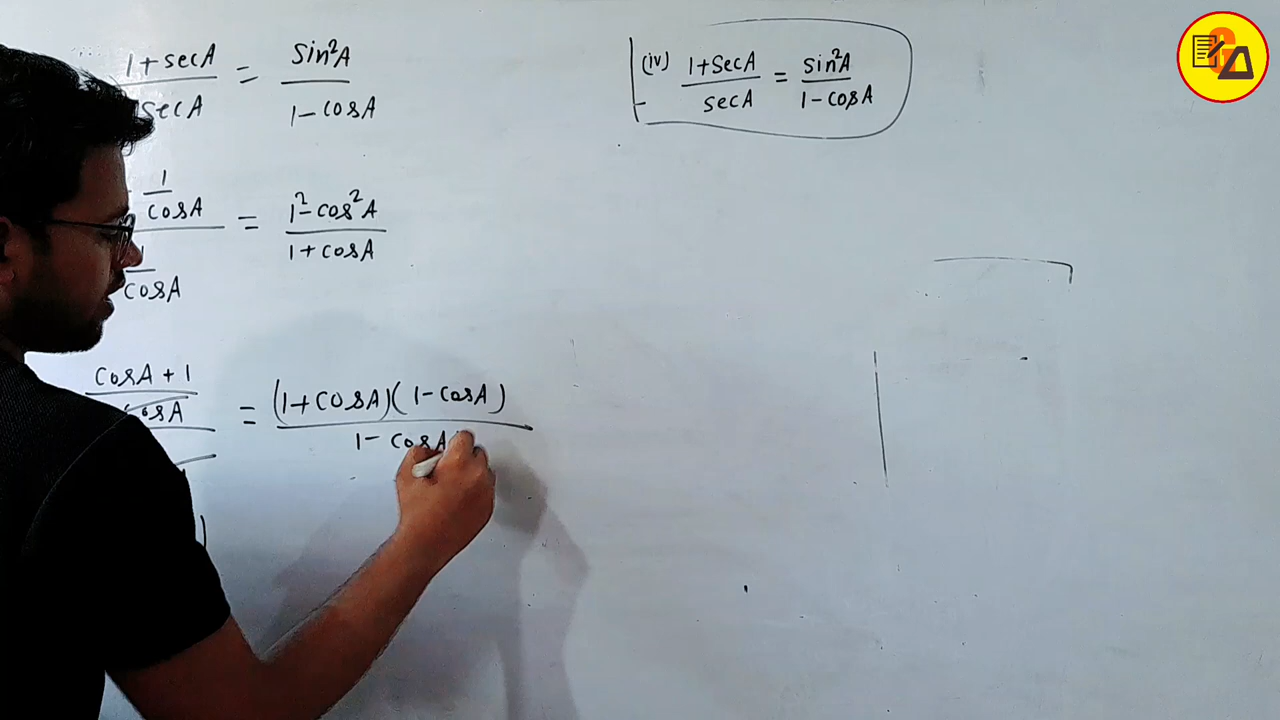 1 + secA / secA = sin²A / 1 - cosA
(iv) 1+SecA / secA = sin²A / 1 - cosA
1 / cosA / cosA = 1² - cos²A / 1 + cosA
cosA + 1 / cosA = (1 + cosA)(1 - cosA) / 1 - cosA